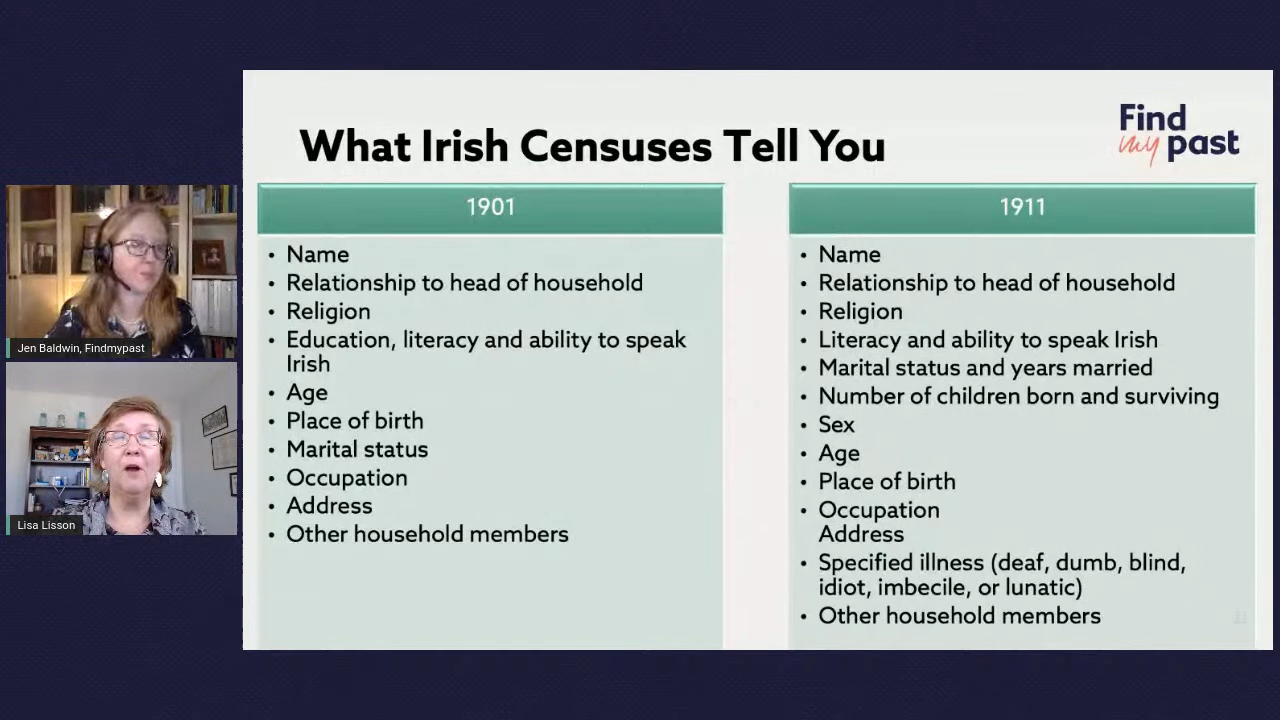 What Irish Censuses Tell You
Find
my past
1901
• Name
• Relationship to head of household
• Religion
• Education, literacy and ability to speak
Irish
• Age
• Place of birth
• Marital status
• Occupation
• Address
• Other household members
1911
• Name
• Relationship to head of household
• Religion
• Literacy and ability to speak Irish
• Marital status and years married
• Number of children born and surviving
• Sex
• Age
• Place of birth
• Occupation
Address
• Specified illness (deaf, dumb, blind,
idiot, imbecile, or lunatic)
• Other household members
Jen Baldwin, Findmypast
Lisa Lisson